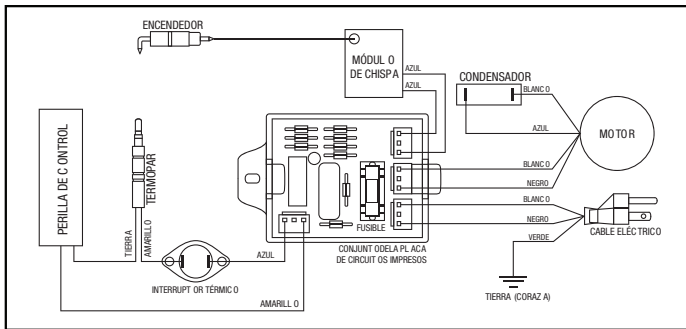 ENCENDEDOR
MÓDUL O
DE CHISPA
AZUL
AZUL
CONDENSADOR
BLANC O
AZUL
MOTOR
PERILLA DE C ONTROL
TERMOPAR
TIERRA
AMARILLO
BLANC O
NEGRO
BLANC O
NEGRO
VERDE
CABLE ELÉCTRICO
FUSIBLE
CONJUNT ODELA PL ACA
DE CIRCUIT OS IMPRESOS
AZUL
INTERRUPT OR TÉRMIC O
AMARILL O
TIERRA (CORAZ A)